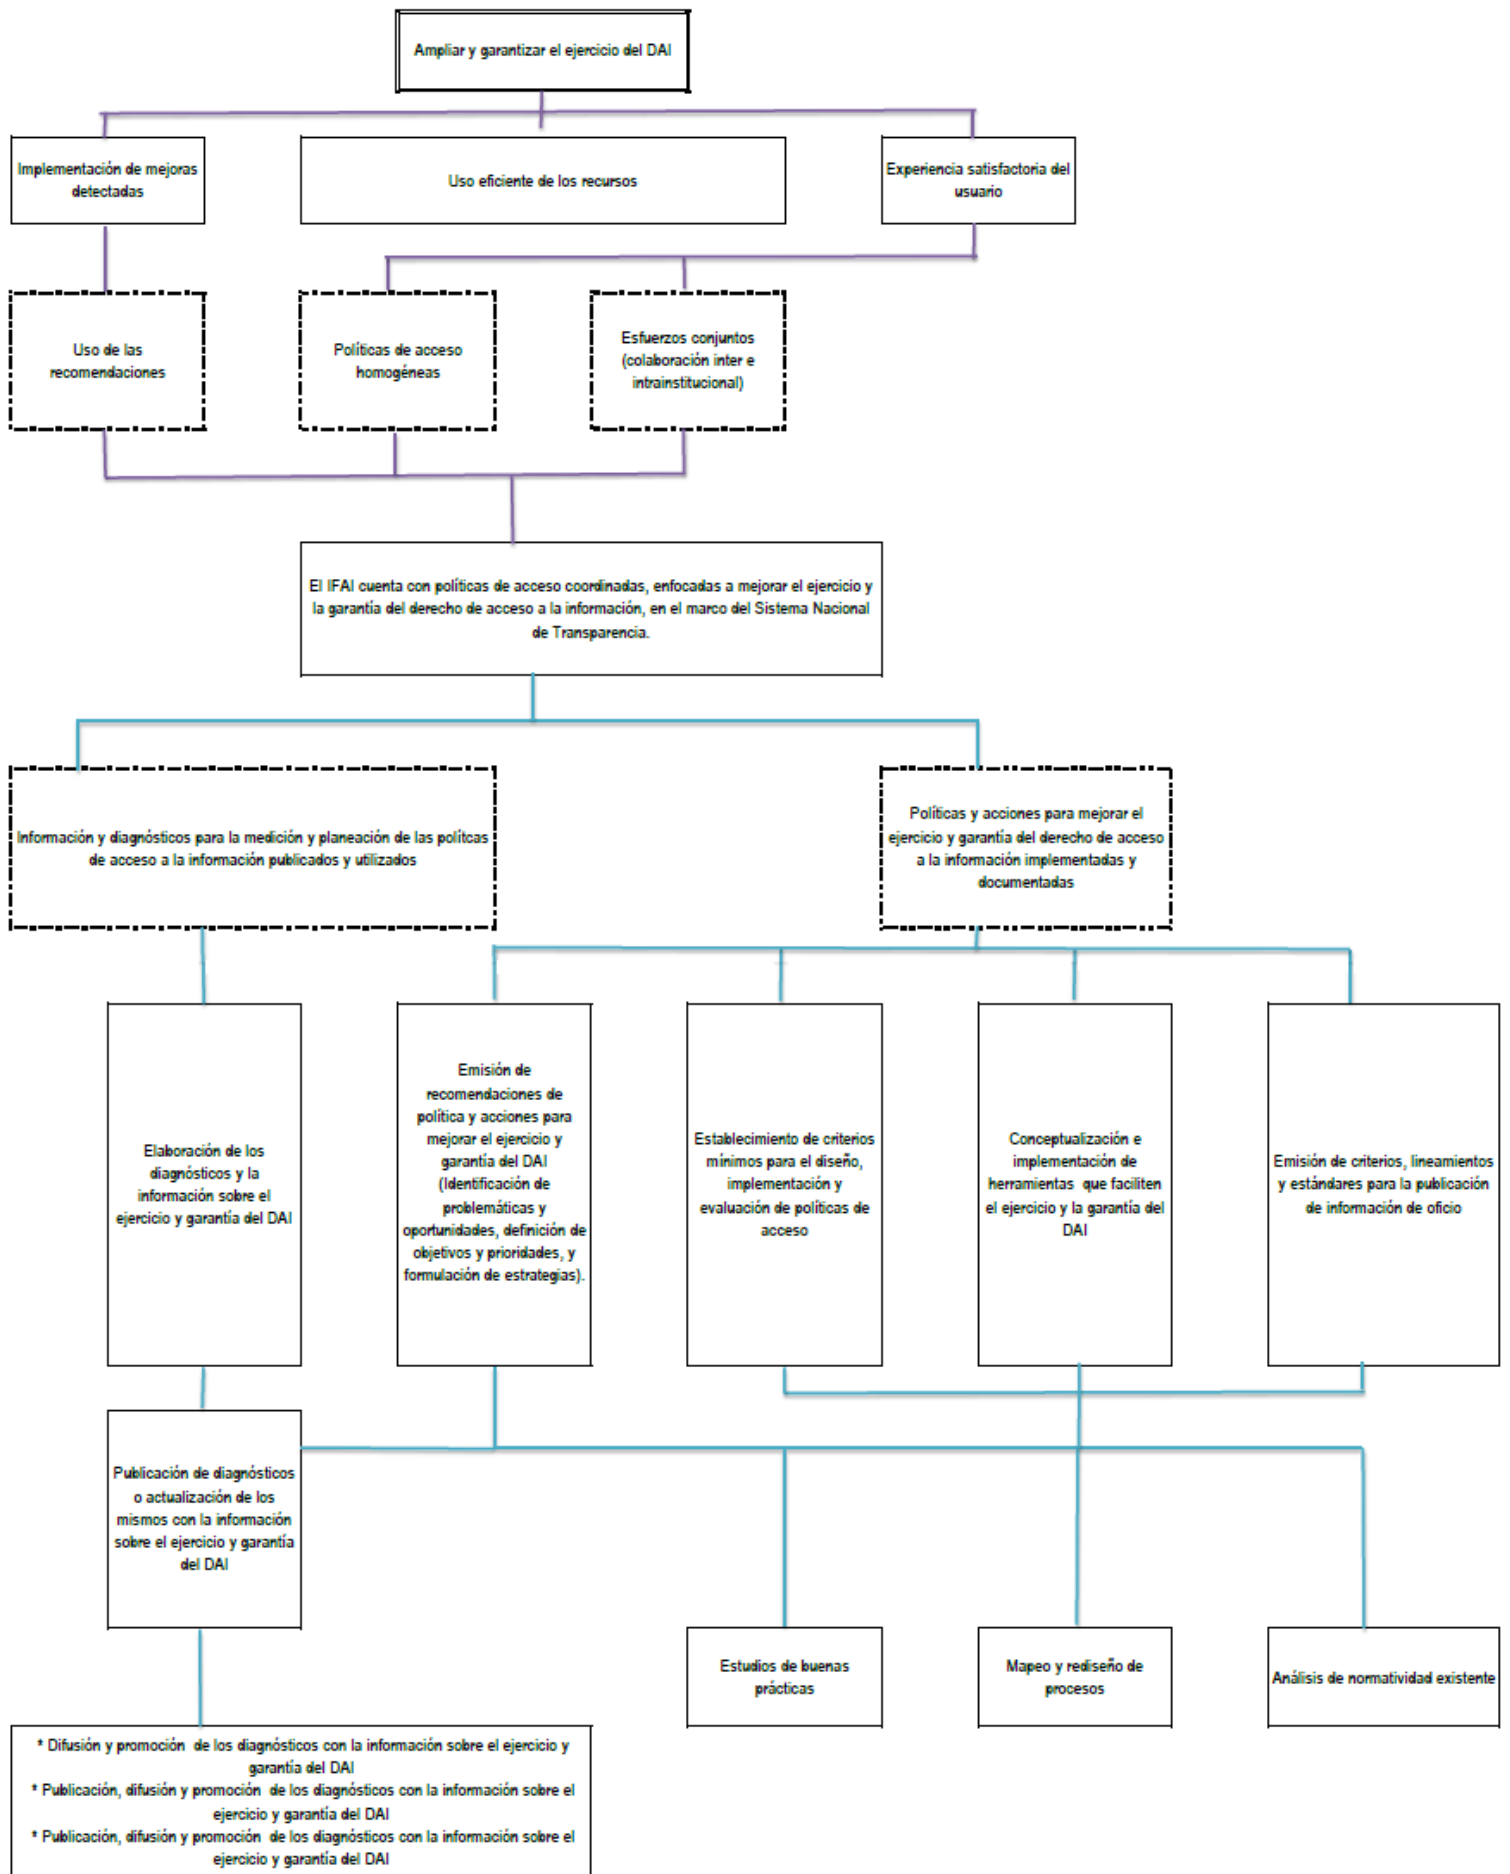 Ampliar y garantizar el ejercicio del DAI
Implementación de mejoras
detectadas
Uso eficiente de los recursos
Experiencia satisfactoria del
usuario
Uso de las
recomendaciones
Políticas de acceso
homogéneas
Esfuerzos conjuntos
(colaboración inter e
intrainstitucional)
El IFAI cuenta con políticas de acceso coordinadas, enfocadas a mejorar el ejercicio y
la garantía del derecho de acceso a la información, en el marco del Sistema Nacional
de Transparencia.
Información y diagnósticos para la medición y planeación de las polítcas
de acceso a la información publicados y utilizados
Políticas y acciones para mejorar el
ejercicio y garantía del derecho de acceso
a la información implementadas y
documentadas
Elaboración de los
diagnósticos y la
información sobre el
ejercicio y garantía del DAI
Emisión de
recomendaciones de
política y acciones para
mejorar el ejercicio y
garantía del DAI
(Identificación de
problemáticas y
oportunidades, definición de
objetivos y prioridades, y
formulación de estrategias).
Establecimiento de criterios
mínimos para el diseño,
implementación y
evaluación de políticas de
acceso
Conceptualización e
implementación de
herramientas que faciliten
el ejercicio y la garantía del
DAI
Emisión de criterios, lineamientos
y estándares para la publicación
de información de oficio
Publicación de diagnósticos
o actualización de los
mismos con la información
sobre el ejercicio y garantía
del DAI
Estudios de buenas
prácticas
Mapeo y rediseño de
procesos
Análisis de normatividad existente
* Difusión y promoción de los diagnósticos con la información sobre el ejercicio y
garantía del DAI
* Publicación, difusión y promoción de los diagnósticos con la información sobre el
ejercicio y garantía del DAI
* Publicación, difusión y promoción de los diagnósticos con la información sobre el
ejercicio y garantía del DAI